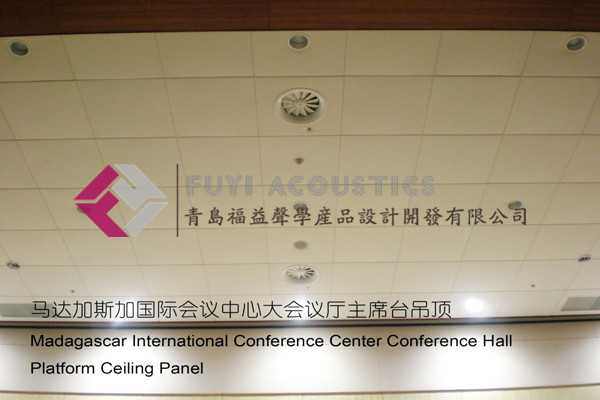 FUYI ACOUSTICS
青島福益聲學産品設計開發有限公司
马达加斯加国际会议中心大会议厅主席台吊顶
Madagascar International Conference Center Conference Hall
Platform Ceiling Panel